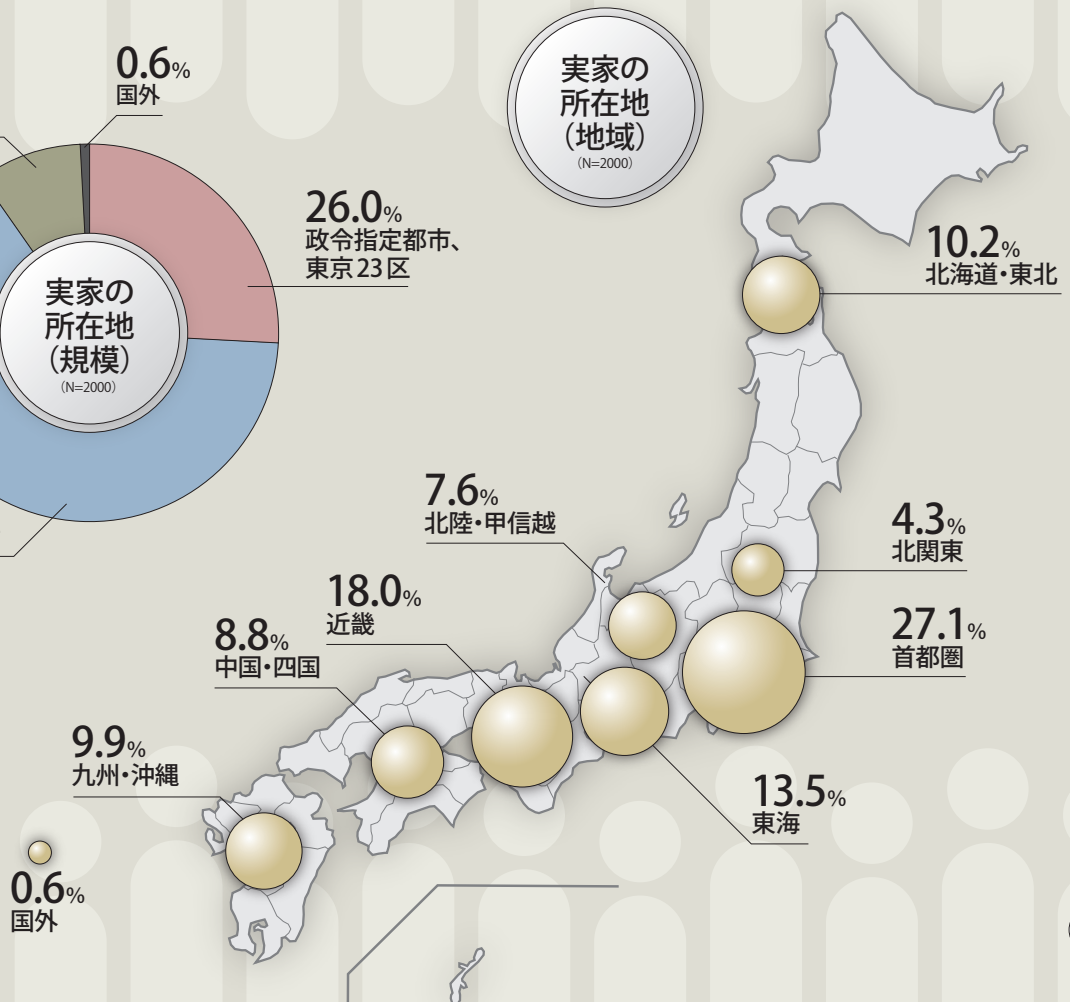 0.6%
国外
26.0%
政令指定都市、
東京23区
実家の
所在地
（規模）
（N=2000）
実家の
所在地
（地域）
（N=2000）
10.2%
北海道・東北
7.6%
北陸・甲信越
4.3%
北関東
18.0%
近畿
27.1%
首都圏
8.8%
中国・四国
9.9%
九州・沖縄
13.5%
東海
0.6%
国外